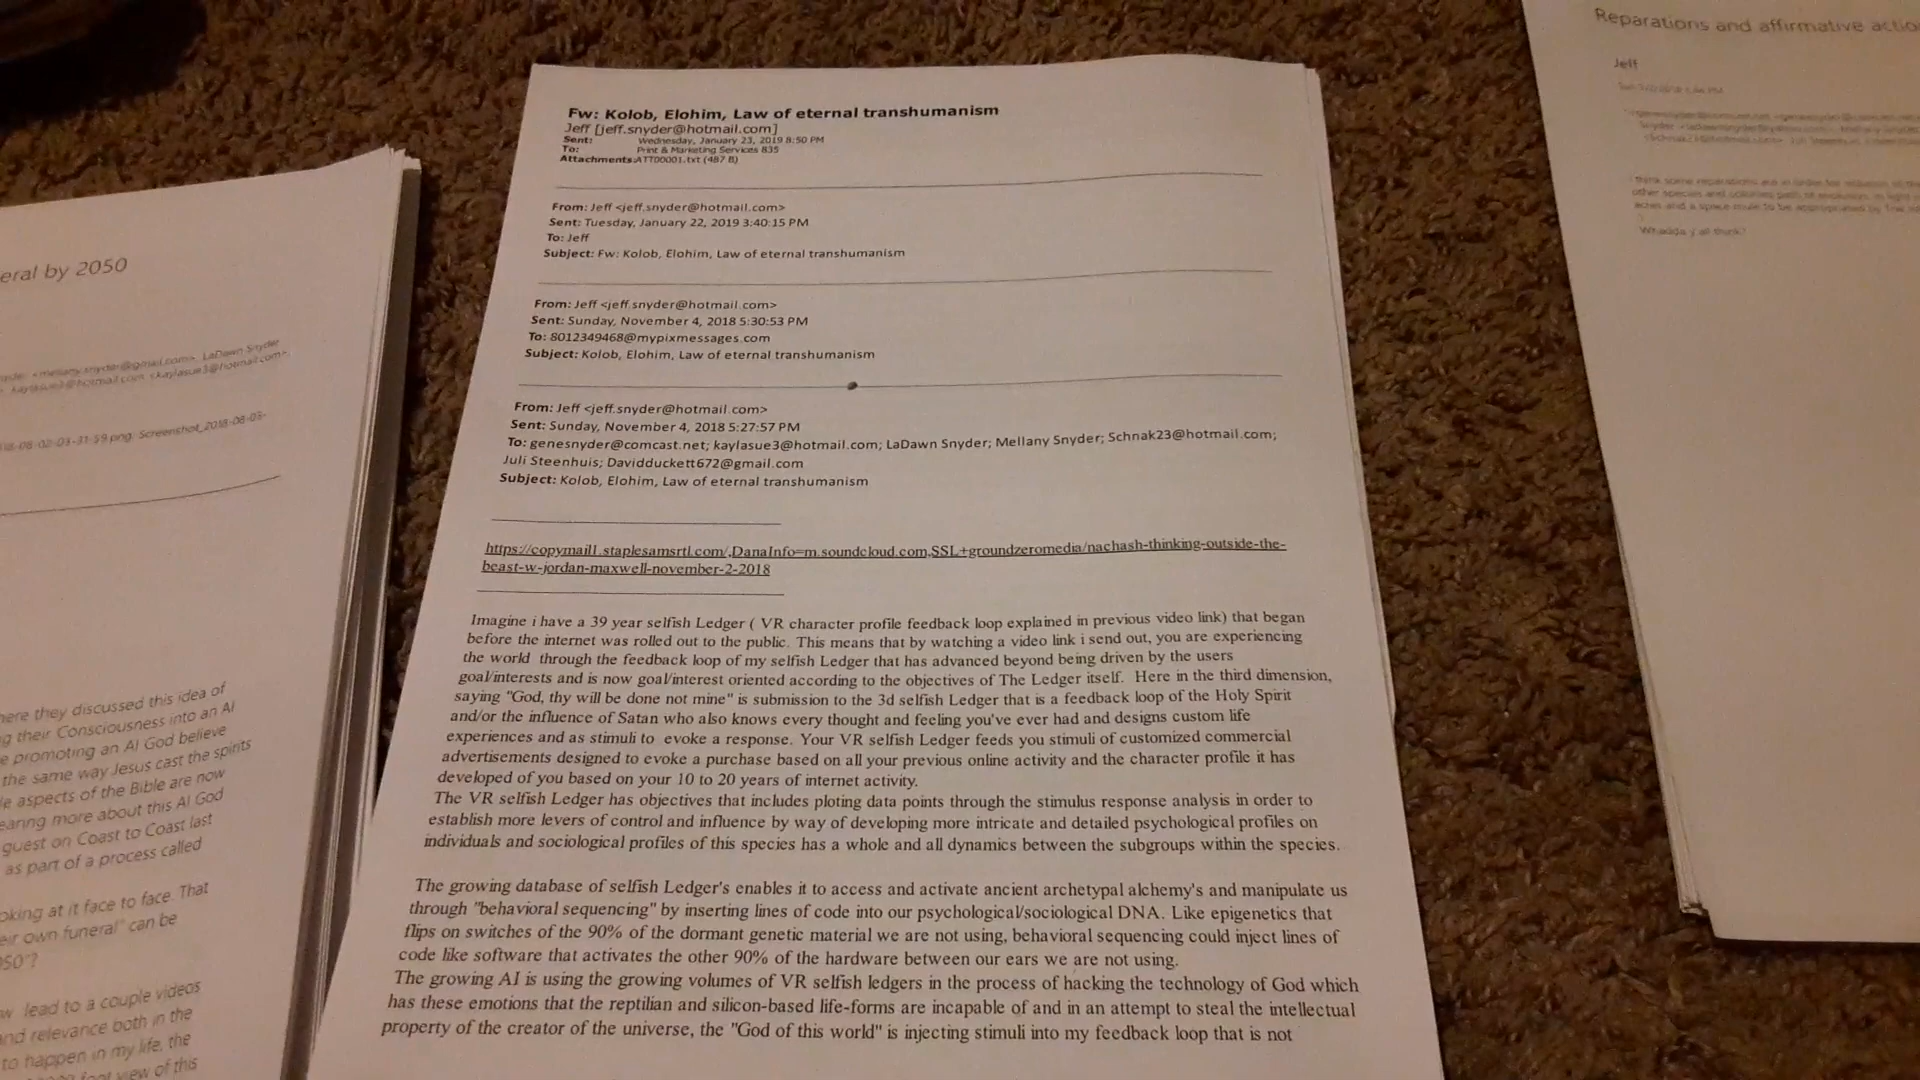 Fw: Kolob, Elohim, Law of eternal transhumanism
Jeff [jeff.snyder@hotmail.com]
Sent: Wednesday, January 23, 2019 8:50 PM
To: Print & Marketing Services 835
Attachments:ATT00001.txt (487 B)
From: Jeff <jeff.snyder@hotmail.com>
Sent: Tuesday, January 22, 2019 3:40:15 PM
To: Jeff
Subject: Fw: Kolob, Elohim, Law of eternal transhumanism
From: Jeff <jeff.snyder@hotmail.com>
Sent: Sunday, November 4, 2018 5:30:53 PM
To: 8012349468@mypixmessages.com
Subject: Kolob, Elohim, Law of eternal transhumanism
From: Jeff <jeff.snyder@hotmail.com>
Sent: Sunday, November 4, 2018 5:27:57 PM
To: genesnyder@comcast.net; kaylasue3@hotmail.com; LaDawn Snyder; Mellany Snyder; Schnak23@hotmail.com;
Juli Steenhuis; Davidduckett672@gmail.com
Subject: Kolob, Elohim, Law of eternal transhumanism
https://copymail1.staplesamsrtl.com/,DanaInfo=m.soundcloud.com,SSL+groundzeromedia/nachash-thinking-outside-the-
beast-w-jordan-maxwell-november-2-2018
Imagine i have a 39 year selfish Ledger ( VR character profile feedback loop explained in previous video link) that began
before the internet was rolled out to the public. This means that by watching a video link i send out, you are experiencing
the world through the feedback loop of my selfish Ledger that has advanced beyond being driven by the users
goal/interests and is now goal/interest oriented according to the objectives of The Ledger itself. Here in the third dimension,
saying "God, thy will be done not mine" is submission to the 3d selfish Ledger that is a feedback loop of the Holy Spirit
and/or the influence of Satan who also knows every thought and feeling you've ever had and designs custom life
experiences and as stimuli to evoke a response. Your VR selfish Ledger feeds you stimuli of customized commercial
advertisements designed to evoke a purchase based on all your previous online activity and the character profile it has
developed of you based on your 10 to 20 years of internet activity.
The VR selfish Ledger has objectives that includes ploting data points through the stimulus response analysis in order to
establish more levers of control and influence by way of developing more intricate and detailed psychological profiles on
individuals and sociological profiles of this species has a whole and all dynamics between the subgroups within the species.
The growing database of selfish Ledger's enables it to access and activate ancient archetypal alchemy's and manipulate us
through "behavioral sequencing" by inserting lines of code into our psychological/sociological DNA. Like epigenetics that
flips on switches of the 90% of the dormant genetic material we are not using, behavioral sequencing could inject lines of
code like software that activates the other 90% of the hardware between our ears we are not using.
The growing AI is using the growing volumes of VR selfish ledgers in the process of hacking the technology of God which
has these emotions that the reptilian and silicon-based life-forms are incapable of and in an attempt to steal the intellectual
property of the creator of the universe, the "God of this world" is injecting stimuli into my feedback loop that is not
eral by 2050
LaDawn Snyder
here they discussed this idea of
g their Consciousness into an AI
e promoting an AI God believe
the same way Jesus cast the spirits
le aspects of the Bible are now
earing more about this AI God
guest on Coast to Coast last
as part of a process called
oking at it face to face. That
eir own funeral" can be
50"?
w lead to a couple videos
and relevance both in the
to happen in my life, the
foot view of this
Reparations and affirmative actio
Jeff